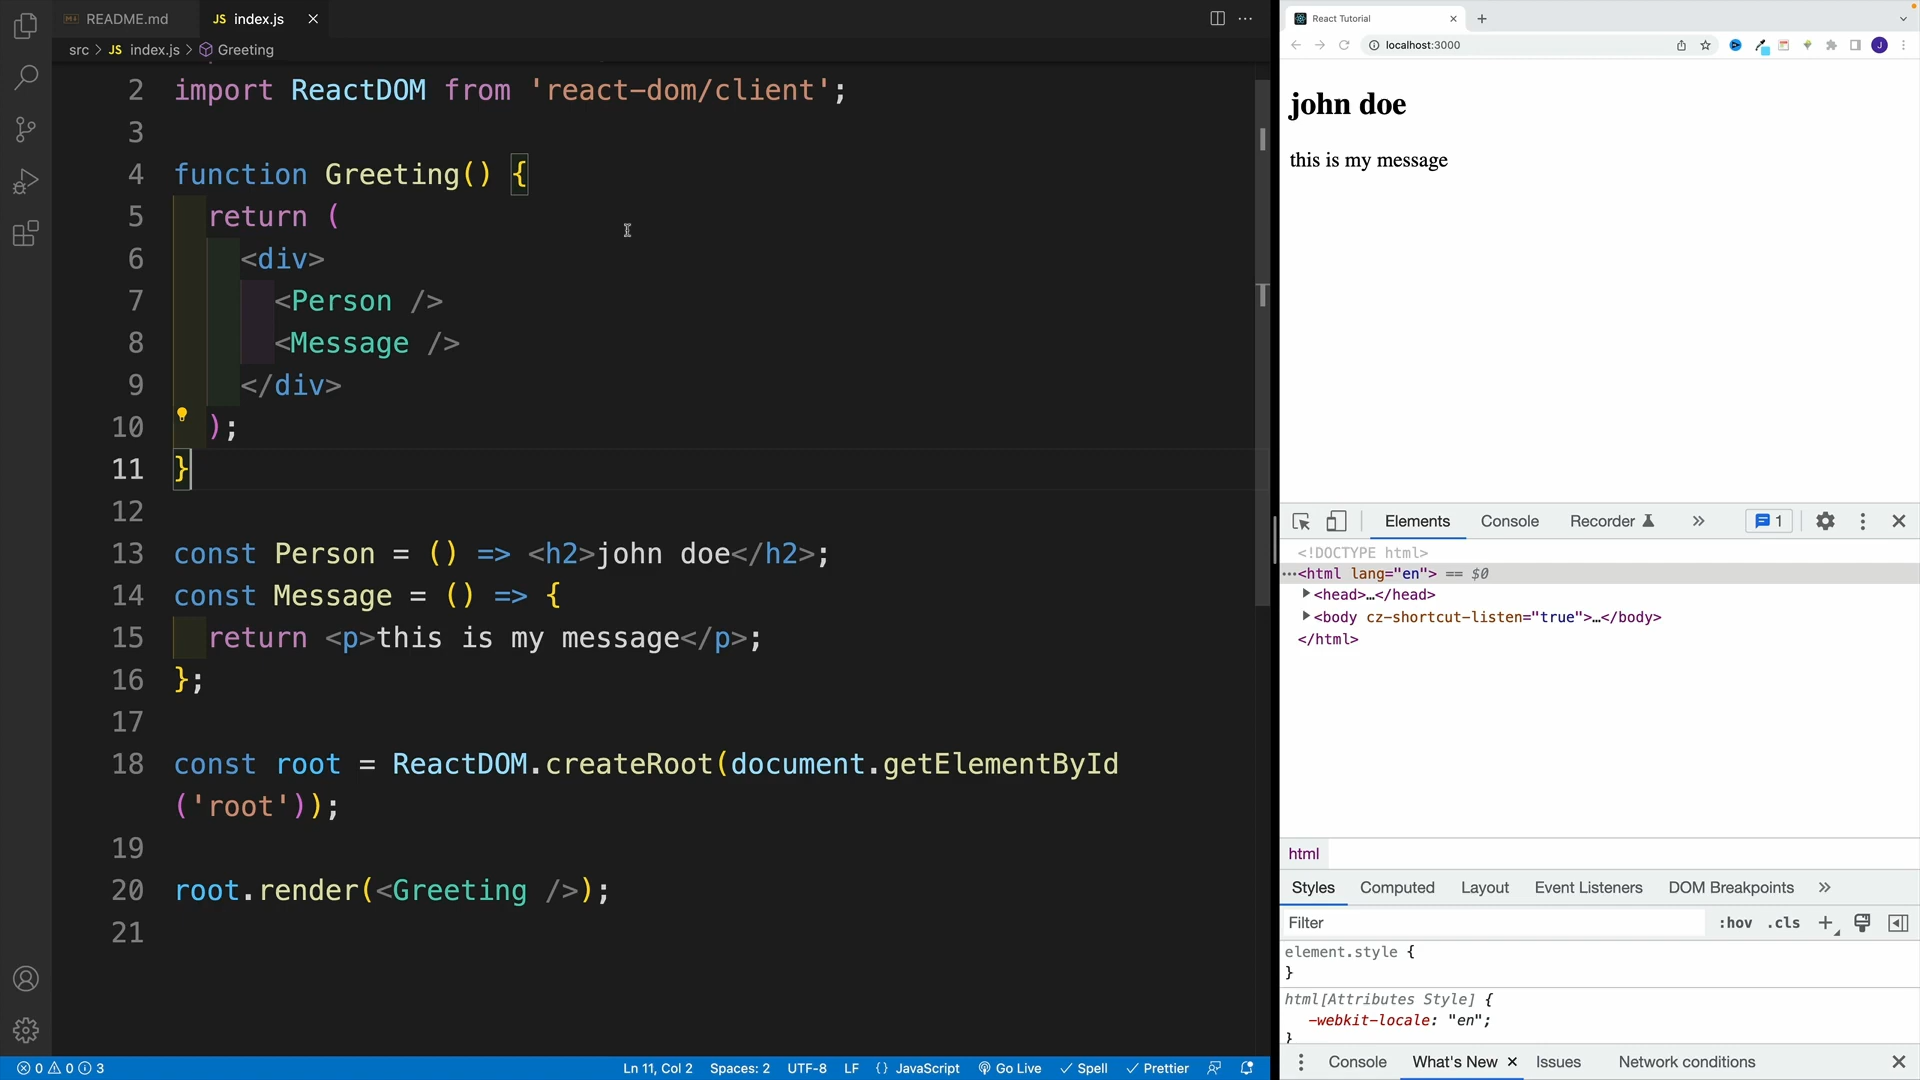 README.md
JS index.js
src > JS index.js > Greeting
2 import ReactDOM from 'react-dom/client';
3
4 function Greeting() {
5 return (
6 <div>
7 <Person />
8 <Message />
9 </div>
10 );
11 }
12
13 const Person = () => <h2>john doe</h2>;
14 const Message = () => {
15 return <p>this is my message</p>;
16 };
17
18 const root = ReactDOM.createRoot(document.getElementById
('root'));
19
20 root.render(<Greeting />);
21
0 0 3
Ln 11, Col 2 Spaces: 2 UTF-8 LF {} JavaScript Go Live Spell Prettier
React Tutorial
localhost:3000
J
john doe
this is my message
Elements Console Recorder 1
<!DOCTYPE html>
<html lang="en"> == $0
<head>…</head>
<body cz-shortcut-listen="true">…</body>
</html>
html
Styles Computed Layout Event Listeners DOM Breakpoints
Filter :hov .cls
element.style {
}
html[Attributes Style] {
-webkit-locale: "en";
}
Console What's New Issues Network conditions